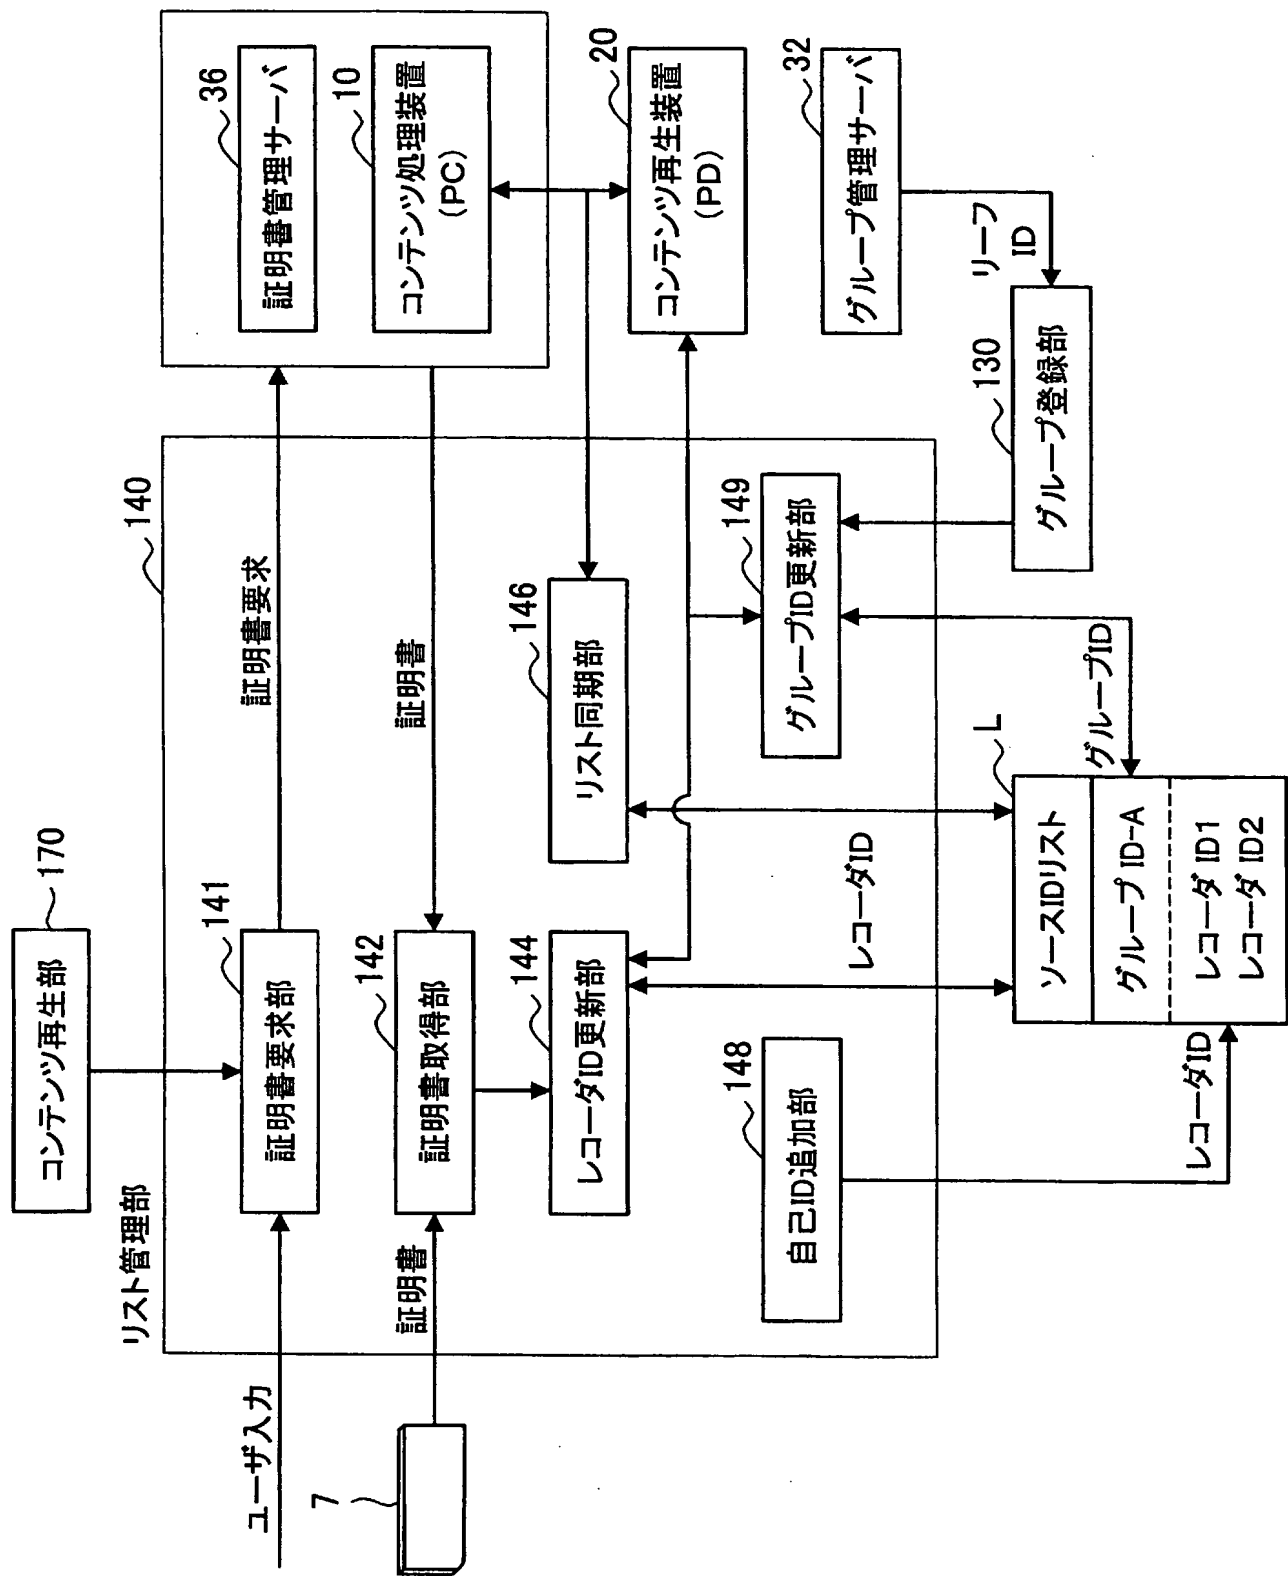 ユーザ入力
7
証明書
リスト管理部
140
コンテンツ再生部
170
証明書要求部
141
証明書要求
証明書取得部
142
証明書
レコーダID更新部
144
リスト同期部
146
自己ID追加部
148
グループID更新部
149
レコーダID
レコーダID
グループID
ソースIDリスト
L
グループ ID-A
レコーダ ID1
レコーダ ID2
証明書管理サーバ
36
コンテンツ処理装置
(PC)
10
コンテンツ再生装置
(PD)
20
グループ管理サーバ
32
リーフ
ID
グループ登録部
130